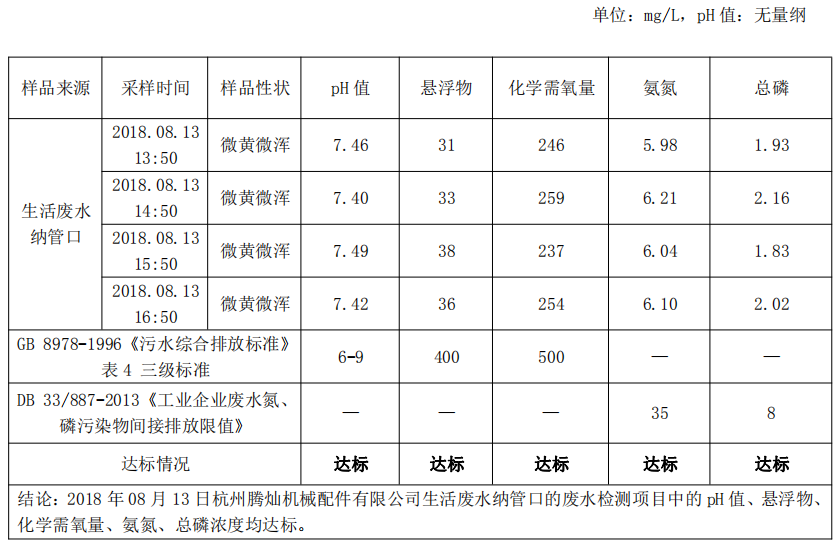 单位：mg/L，pH值：无量纲
样品来源 采样时间 样品性状 pH值 悬浮物 化学需氧量 氨氮 总磷
生活废水
纳管口
2018.08.13
13:50
微黄微浑 7.46 31 246 5.98 1.93
2018.08.13
14:50
微黄微浑 7.40 33 259 6.21 2.16
2018.08.13
15:50
微黄微浑 7.49 38 237 6.04 1.83
2018.08.13
16:50
微黄微浑 7.42 36 254 6.10 2.02
GB 8978-1996《污水综合排放标准》
表4 三级标准
6-9 400 500 — —
DB 33/887-2013《工业企业废水氮、
磷污染物间接排放限值》
— — — 35 8
达标情况 达标 达标 达标 达标 达标
结论：2018年08月13日杭州腾灿机械配件有限公司生活废水纳管口的废水检测项目中的pH值、悬浮物、
化学需氧量、氨氮、总磷浓度均达标。